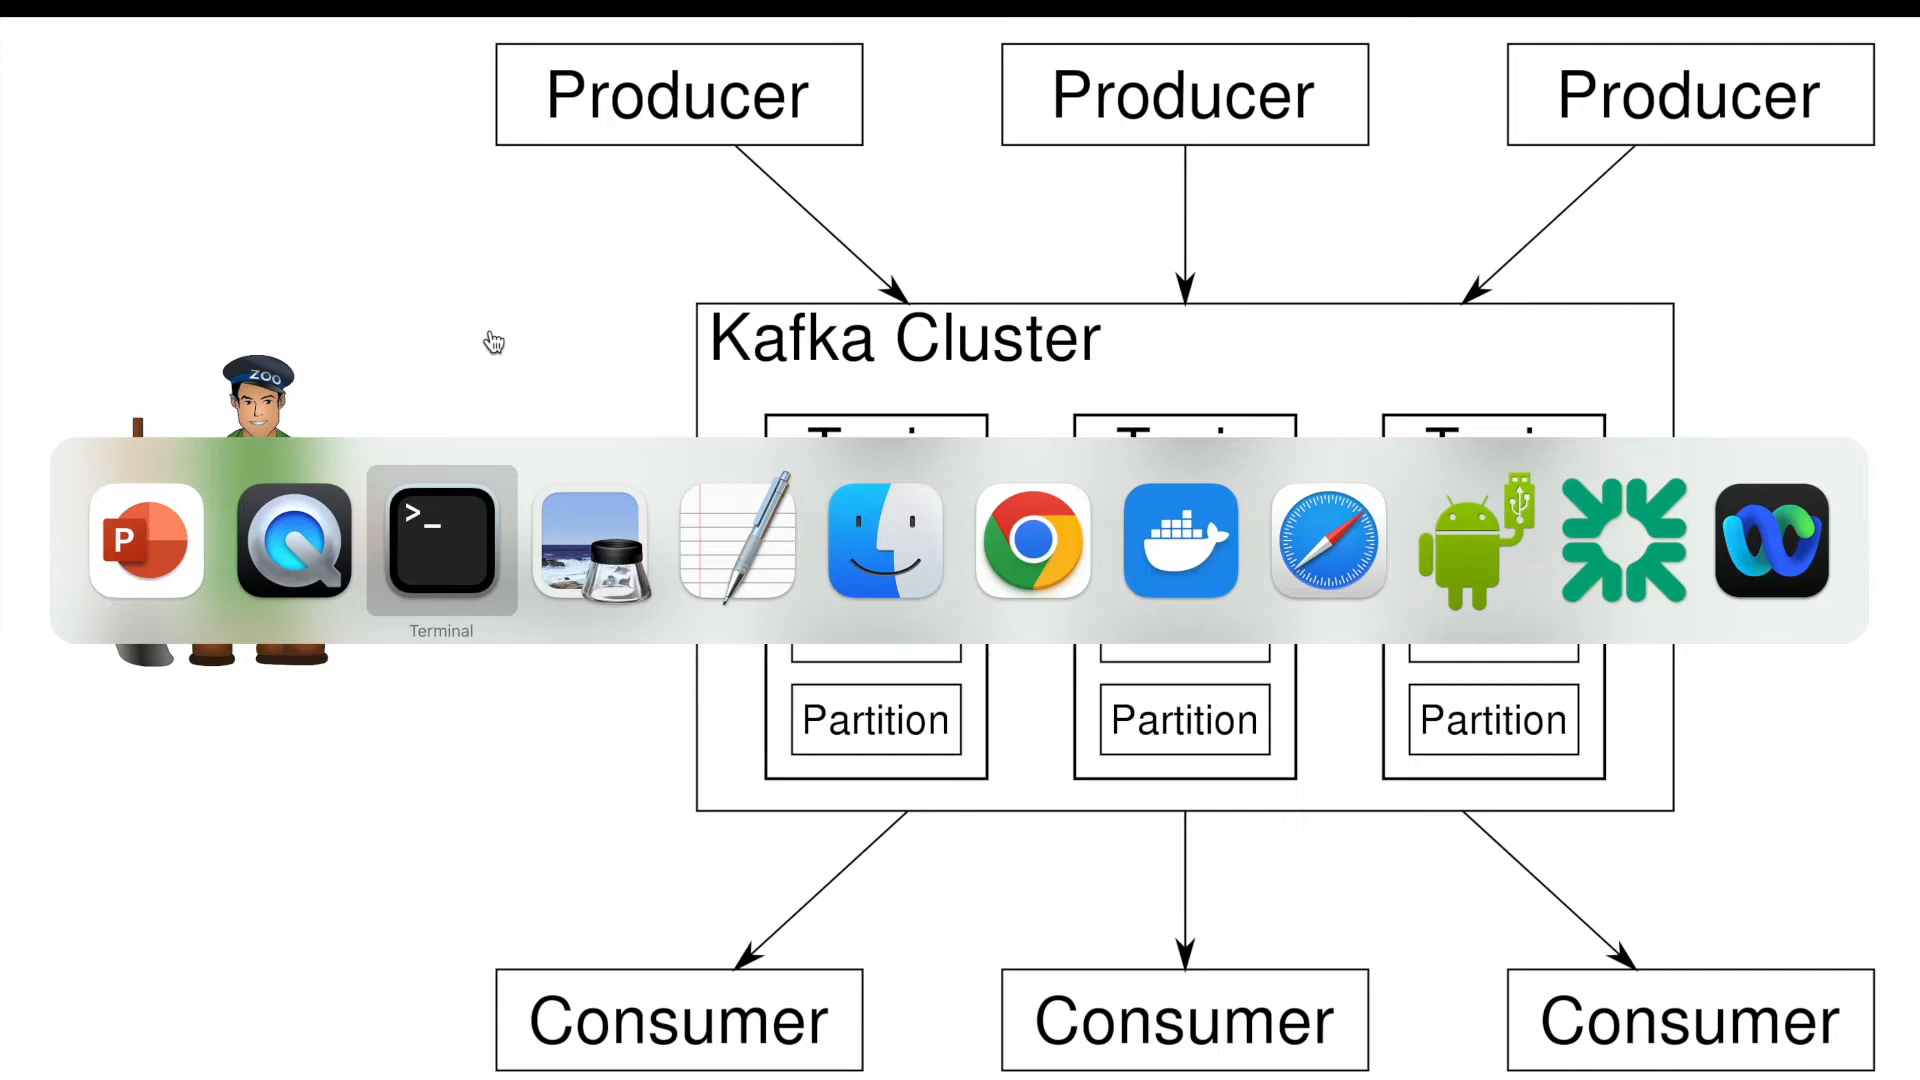 Producer
Producer
Producer
Kafka Cluster
ZOO
P
>_
Terminal
Partition
Partition
Partition
Consumer
Consumer
Consumer